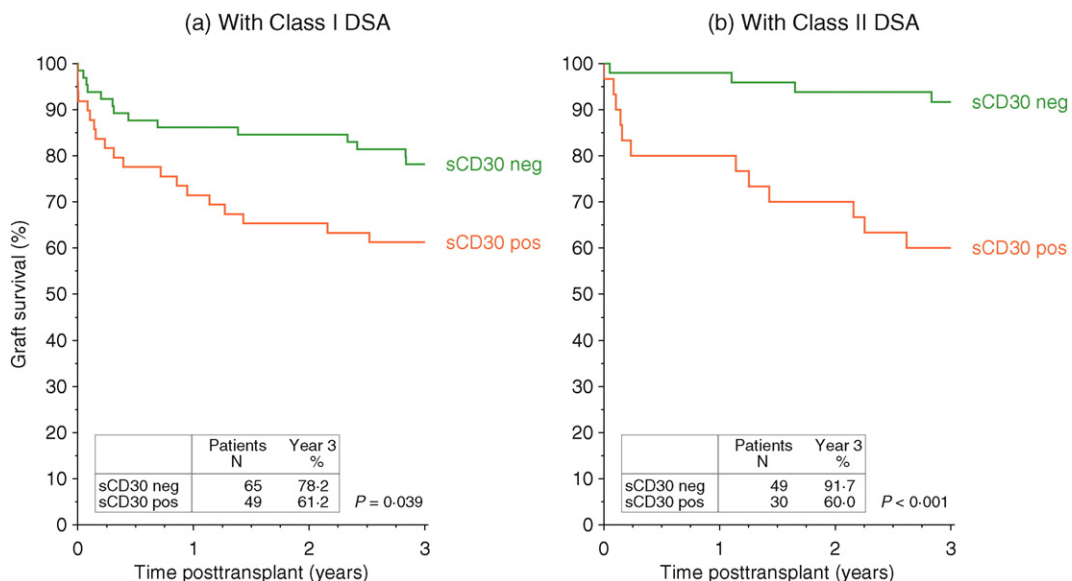 (a) With Class I DSA
Graft survival (%)
100
90
80
70
60
50
40
30
20
10
0
sCD30 neg
sCD30 pos
Patients Year 3
N %
sCD30 neg 65 78·2
sCD30 pos 49 61·2
P = 0·039
0 1 2 3
Time posttransplant (years)
(b) With Class II DSA
100
90
80
70
60
50
40
30
20
10
0
sCD30 neg
sCD30 pos
Patients Year 3
N %
sCD30 neg 49 91·7
sCD30 pos 30 60·0
P < 0·001
0 1 2 3
Time posttransplant (years)